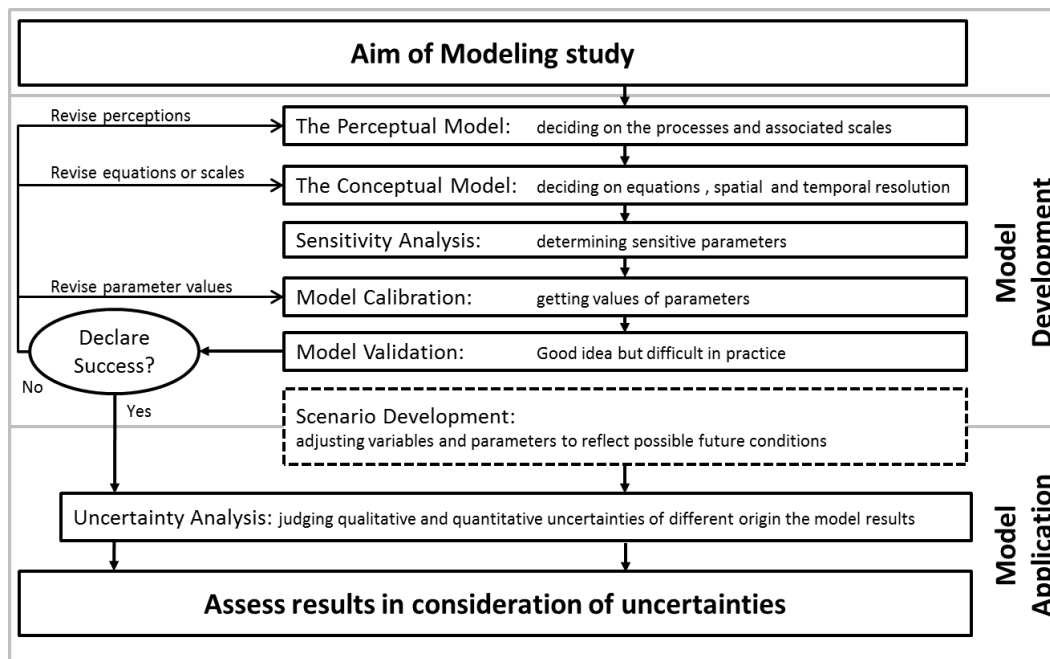 Aim of Modeling study
Revise perceptions
The Perceptual Model: deciding on the processes and associated scales
Revise equations or scales
The Conceptual Model: deciding on equations , spatial and temporal resolution
Sensitivity Analysis: determining sensitive parameters
Revise parameter values
Model Calibration: getting values of parameters
Declare
Success?
Model Validation: Good idea but difficult in practice
No
Yes
Scenario Development:
adjusting variables and parameters to reflect possible future conditions
Uncertainty Analysis: judging qualitative and quantitative uncertainties of different origin the model results
Assess results in consideration of uncertainties
Model
Development
Model
Application